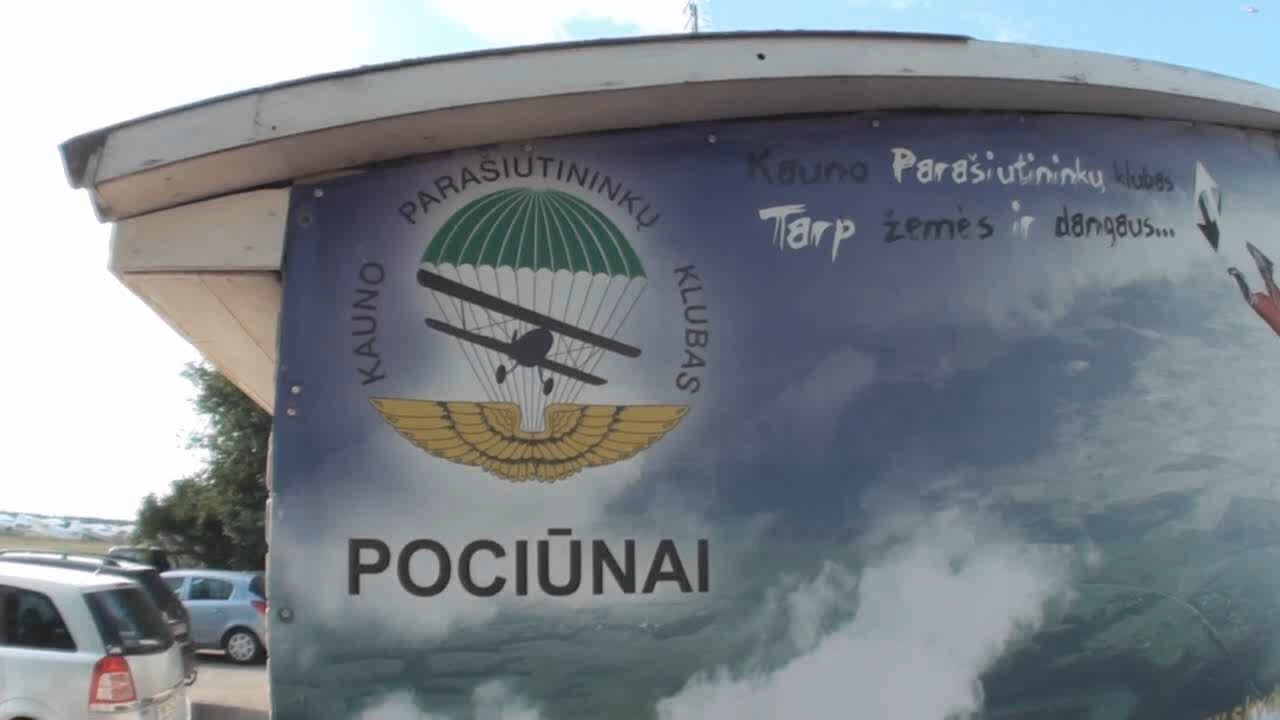 KAUNO PARAŠIUTININKŲ KLUBAS
POCIŪNAI
Kauno Parašiutininkų klubas
Tarp žemės ir dangaus...